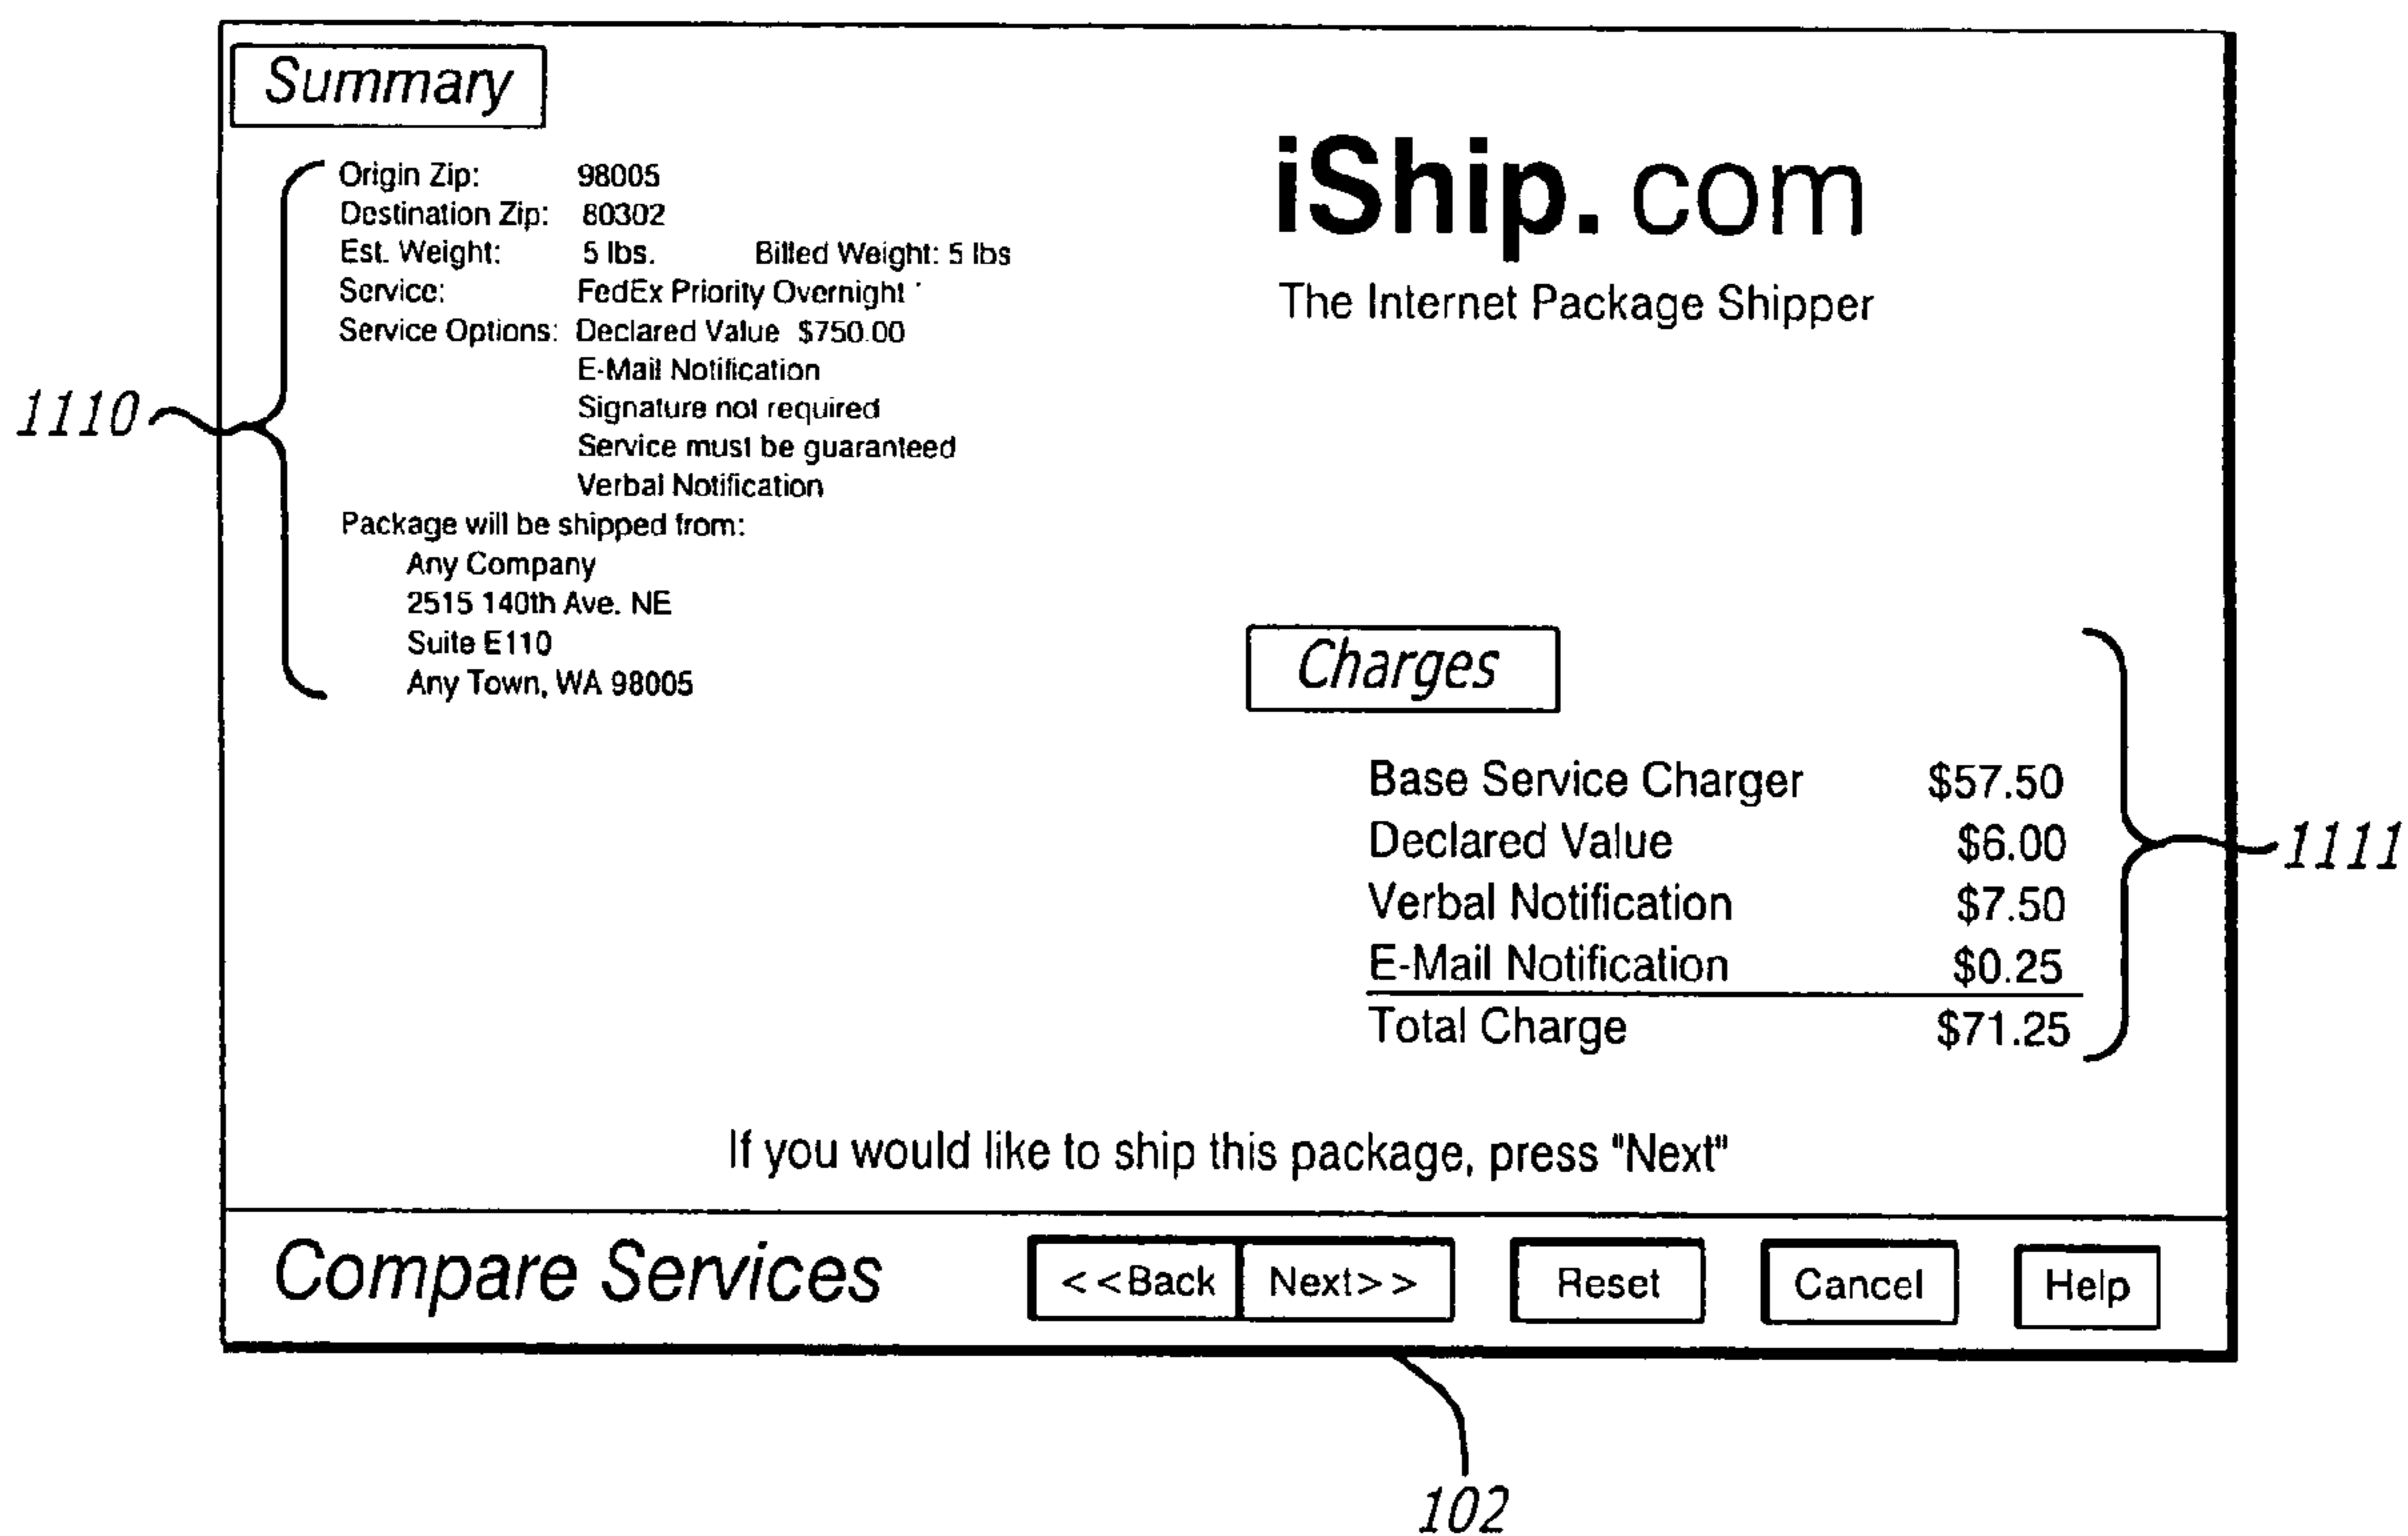 Summary
iShip. com
The Internet Package Shipper
Origin Zip: 98005
Destination Zip: 80302
Est. Weight: 5 lbs. Billed Weight: 5 lbs
Service: FedEx Priority Overnight
Service Options: Declared Value $750.00
E-Mail Notification
Signature not required
Service must be guaranteed
Verbal Notification
Package will be shipped from:
Any Company
2515 140th Ave. NE
Suite E110
Any Town, WA 98005
1110
Charges
Base Service Charger $57.50
Declared Value $6.00
Verbal Notification $7.50
E-Mail Notification $0.25
Total Charge $71.25
1111
If you would like to ship this package, press "Next"
Compare Services <<Back Next>> Reset Cancel Help
102